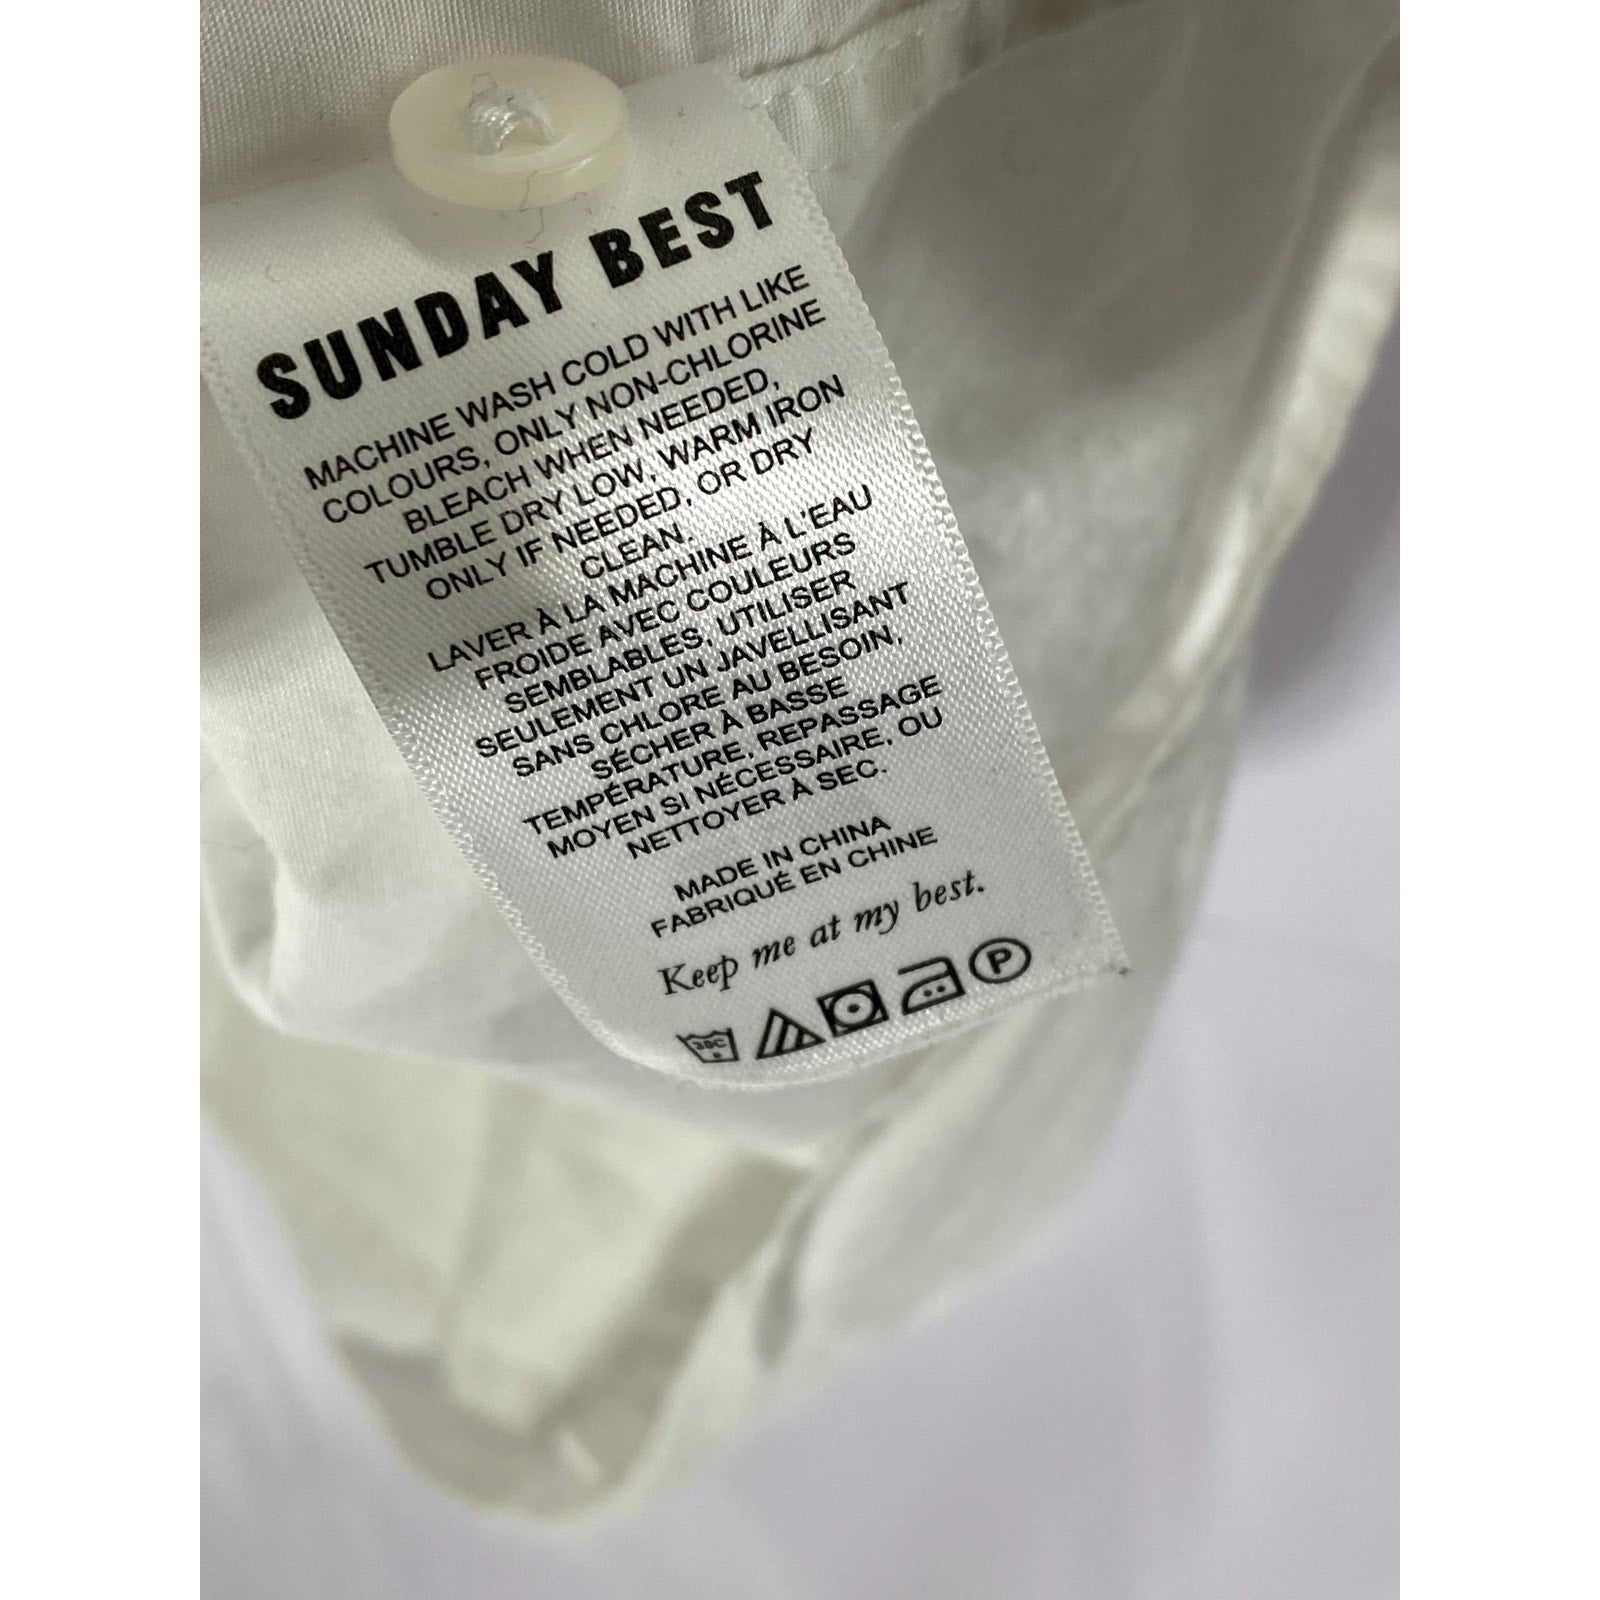 SUNDAY BEST
MACHINE WASH COLD WITH LIKE
COLOURS, ONLY NON-CHLORINE
BLEACH WHEN NEEDED,
TUMBLE DRY LOW, WARM IRON
ONLY IF NEEDED, OR DRY
CLEAN.
LAVER À LA MACHINE À L'EAU
FROIDE AVEC COULEURS
SEMBLABLES, UTILISER
SEULEMENT UN JAVELLISANT
SANS CHLORE AU BESOIN,
SÉCHER À BASSE
TEMPÉRATURE, REPASSAGE
MOYEN SI NÉCESSAIRE, OU
NETTOYER À SEC.
MADE IN CHINA
FABRIQUÉ EN CHINE
Keep me at my best.
30C P